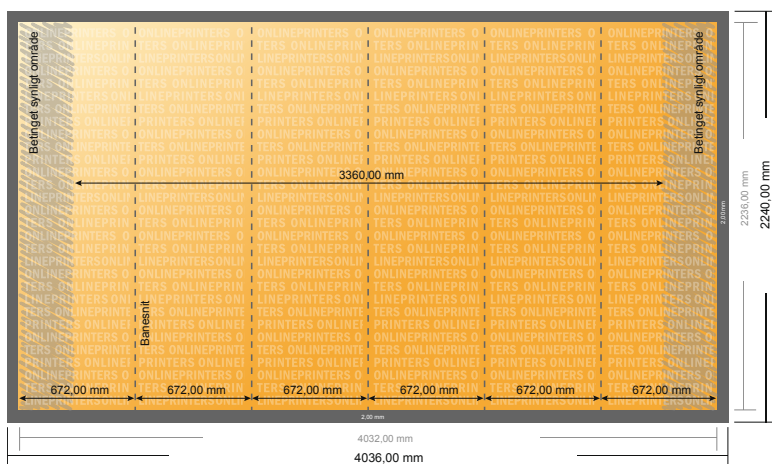 Betinget synligt område
Betinget synligt område
3360,00 mm
Banesnit
672,00 mm
672,00 mm
672,00 mm
672,00 mm
672,00 mm
672,00 mm
2,00 mm
2,00 mm
2236,00 mm
2240,00 mm
4032,00 mm
4036,00 mm